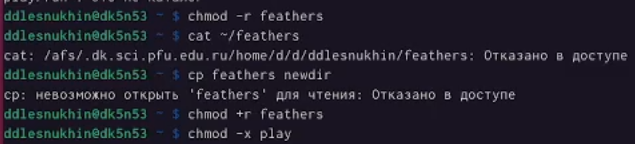 ddlesnukhin@dk5n53 ~ $ chmod -r feathers
ddlesnukhin@dk5n53 ~ $ cat ~/feathers
cat: /afs/.dk.sci.pfu.edu.ru/home/d/d/ddlesnukhin/feathers: Отказано в доступе
ddlesnukhin@dk5n53 ~ $ cp feathers newdir
cp: невозможно открыть 'feathers' для чтения: Отказано в доступе
ddlesnukhin@dk5n53 ~ $ chmod +r feathers
ddlesnukhin@dk5n53 ~ $ chmod -x play